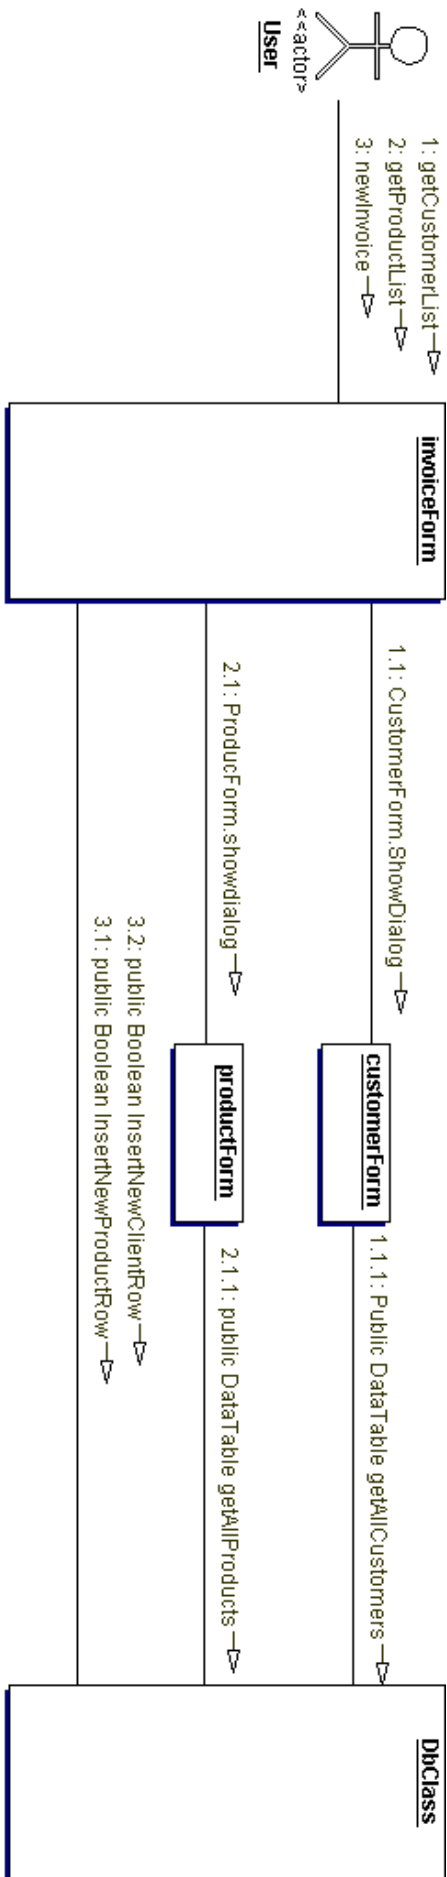 <<actor>
User
1: getCustomerList
2: getProductList
3: newInvoice
invoiceForm
1.1: CustomerForm.ShowDialog
2.1: ProducForm.showdialog
3.2: public Boolean InsertNewClientRow
3.1: public Boolean InsertNewProductRow
customerForm
productForm
1.1.1: Public DataTable getAllCustomers
2.1.1: public DataTable getAllProducts
DbClass